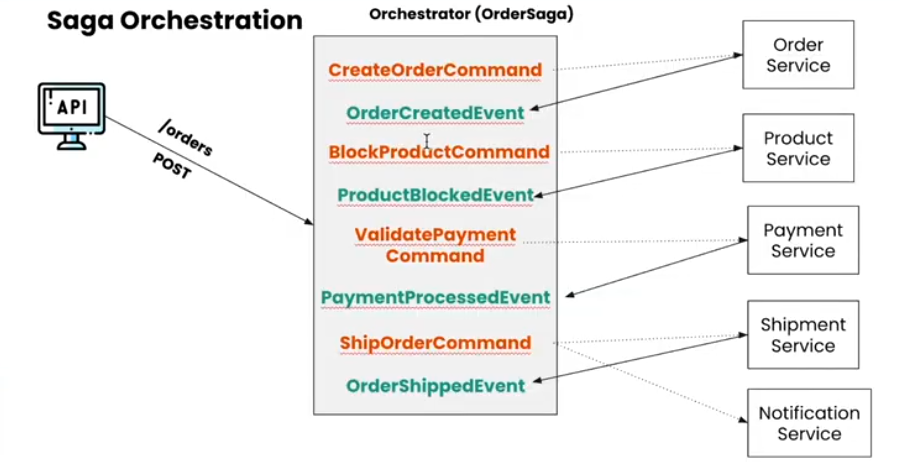 Saga Orchestration
Orchestrator (OrderSaga)
API
/orders
POST
CreateOrderCommand
OrderCreatedEvent
BlockProductCommand
ProductBlockedEvent
ValidatePayment
Command
PaymentProcessedEvent
ShipOrderCommand
OrderShippedEvent
Order
Service
Product
Service
Payment
Service
Shipment
Service
Notification
Service